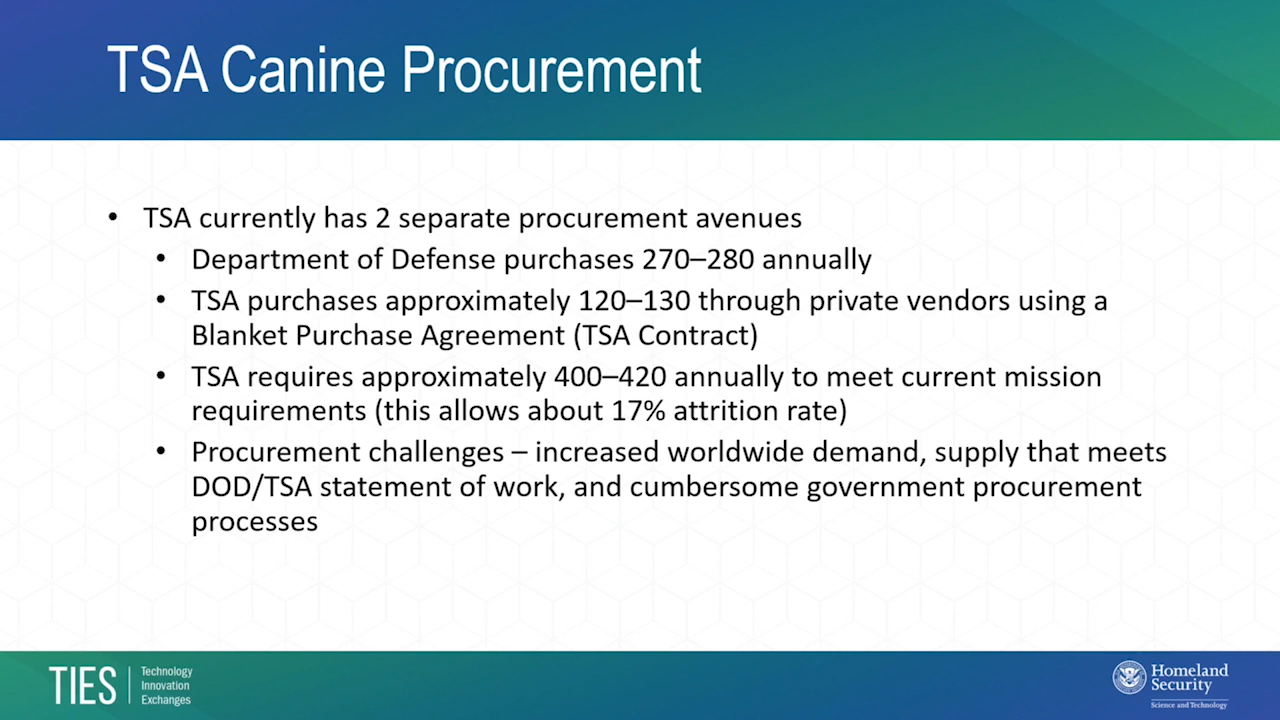 TSA Canine Procurement
• TSA currently has 2 separate procurement avenues
• Department of Defense purchases 270–280 annually
• TSA purchases approximately 120–130 through private vendors using a
Blanket Purchase Agreement (TSA Contract)
• TSA requires approximately 400–420 annually to meet current mission
requirements (this allows about 17% attrition rate)
• Procurement challenges – increased worldwide demand, supply that meets
DOD/TSA statement of work, and cumbersome government procurement
processes
TIES
Technology
Innovation
Exchanges
Homeland
Security
Science and Technology